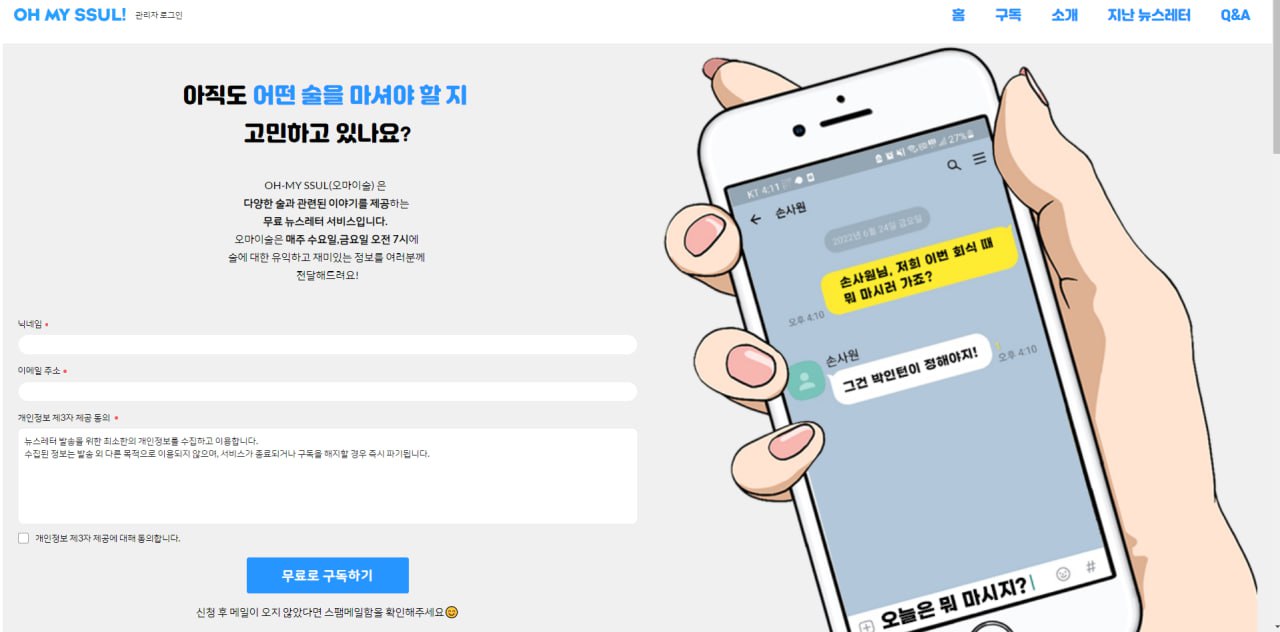 OH MY SSUL! 관리자 로그인
홈 구독 소개 지난 뉴스레터 Q&A
아직도 어떤 술을 마셔야 할 지
고민하고 있나요?
OH-MY SSUL(오마이술) 은
다양한 술과 관련된 이야기를 제공하는
무료 뉴스레터 서비스입니다.
오마이술은 매주 수요일,금요일 오전 7시에
술에 대한 유익하고 재미있는 정보를 여러분께
전달해드려요!
닉네임 *
이메일 주소 *
개인정보 제3자 제공 동의 *
뉴스레터 발송을 위한 최소한의 개인정보를 수집하고 이용합니다.
수집된 정보는 발송 외 다른 목적으로 이용되지 않으며, 서비스가 종료되거나 구독을 해지할 경우 즉시 파기됩니다.
개인정보 제3자 제공에 대해 동의합니다.
무료로 구독하기
신청 후 메일이 오지 않았다면 스팸메일함을 확인해주세요😊
KT 4:11 27%
손사원
2022년 6월 24일 금요일
손사원님, 저희 이번 회식 때
뭐 마시러 가죠?
오후 4:10
손사원
그건 박인턴이 정해야지!
오후 4:10
오늘은 뭐 마시지?
#